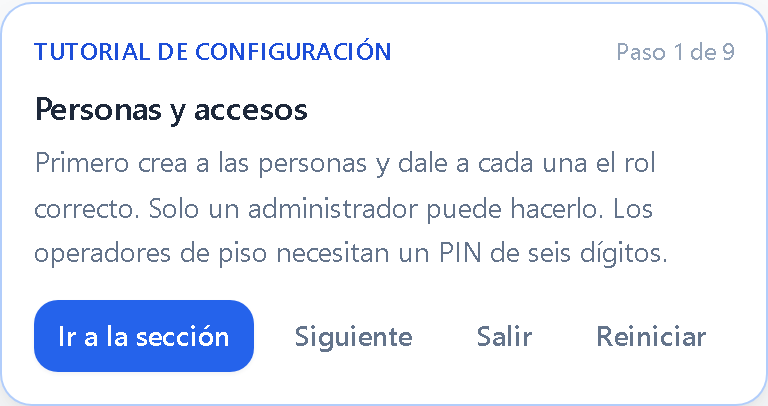 TUTORIAL DE CONFIGURACIÓN
Paso 1 de 9
Personas y accesos
Primero crea a las personas y dale a cada una el rol
correcto. Solo un administrador puede hacerlo. Los
operadores de piso necesitan un PIN de seis dígitos.
Ir a la sección
Siguiente
Salir
Reiniciar